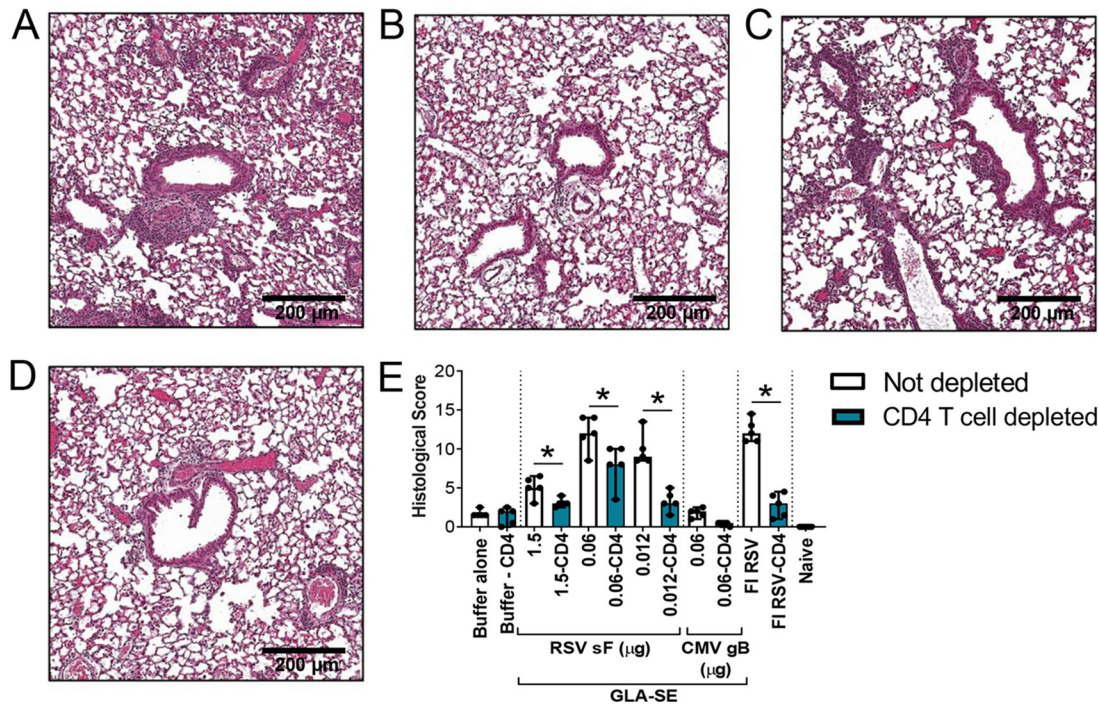 A
200 μm
B
200 μm
C
200 μm
D
200 μm
E
Histological Score
20
15
10
5
0
*
*
*
*
Not depleted
CD4 T cell depleted
Buffer alone
Buffer - CD4
1.5
1.5-CD4
0.06
0.06-CD4
0.012
0.012-CD4
0.06
0.06-CD4
FI RSV
FI RSV-CD4
Naive
RSV sF (μg)
CMV gB
(μg)
GLA-SE